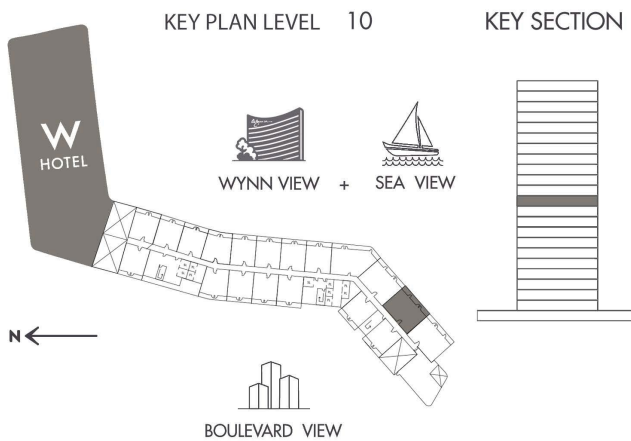 KEY PLAN LEVEL 10
KEY SECTION
W
HOTEL
WYNN VIEW + SEA VIEW
N
BOULEVARD VIEW